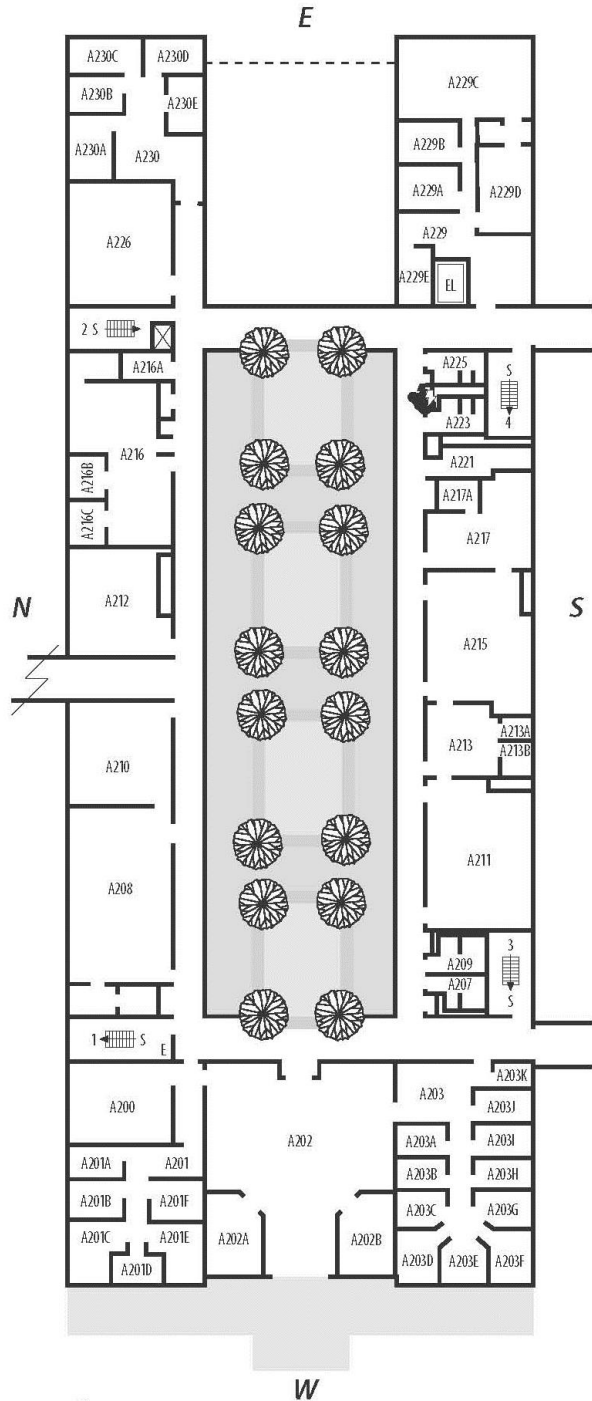 E
A230C
A230D
A229C
A230B
A230E
A229B
A230A
A230
A229A
A229D
A226
A229
A229E
EL
2 S
A216A
A225
S
4
A223
A216
A216B
A221
A217A
A216C
A217
N
A212
S
A215
A213
A213A
A213B
A210
A211
A208
3
A209
A207
S
1
S
E
A203K
A200
A203
A203J
A202
A203A
A203I
A201A
A201
A203B
A203H
A201B
A201F
A203C
A203G
A201C
A201E
A202A
A202B
A201D
A203D
A203E
A203F
W